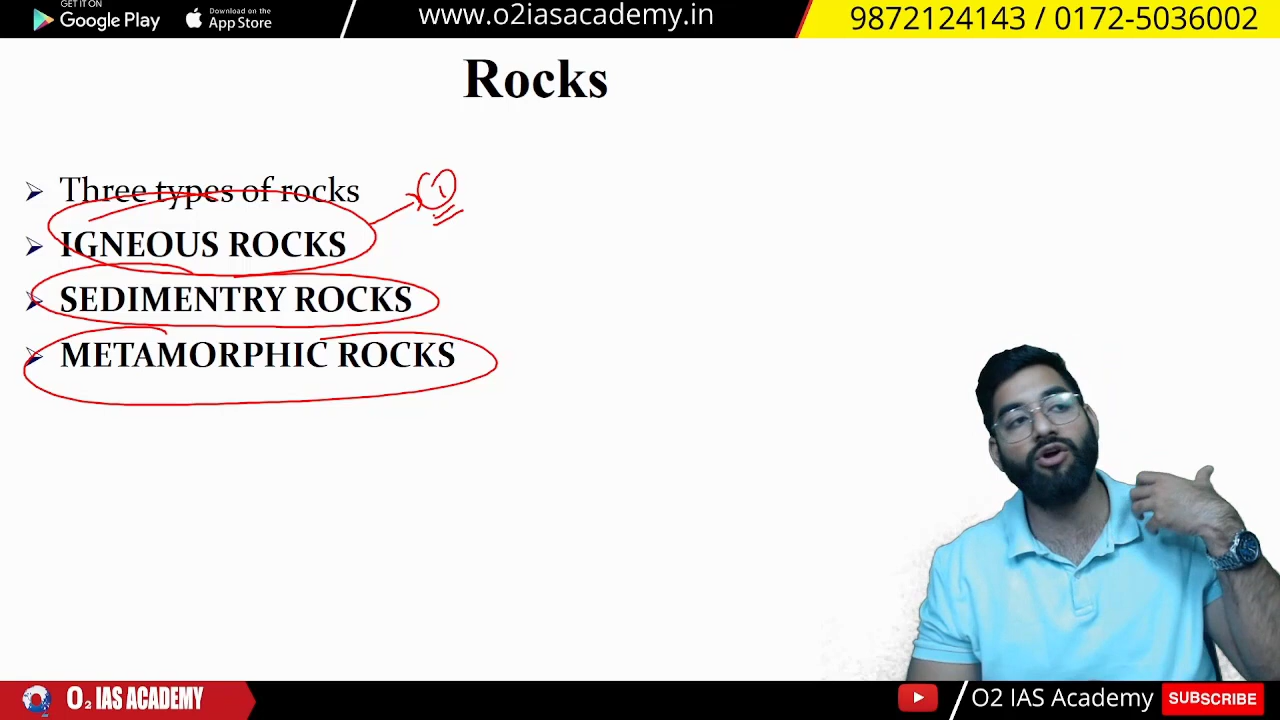 GET IT ON
Google Play
Download on the
App Store
www.o2iasacademy.in
9872124143 / 0172-5036002
Rocks
Three types of rocks
IGNEOUS ROCKS
1
SEDIMENTRY ROCKS
METAMORPHIC ROCKS
O2 IAS ACADEMY
O2 IAS Academy
SUBSCRIBE